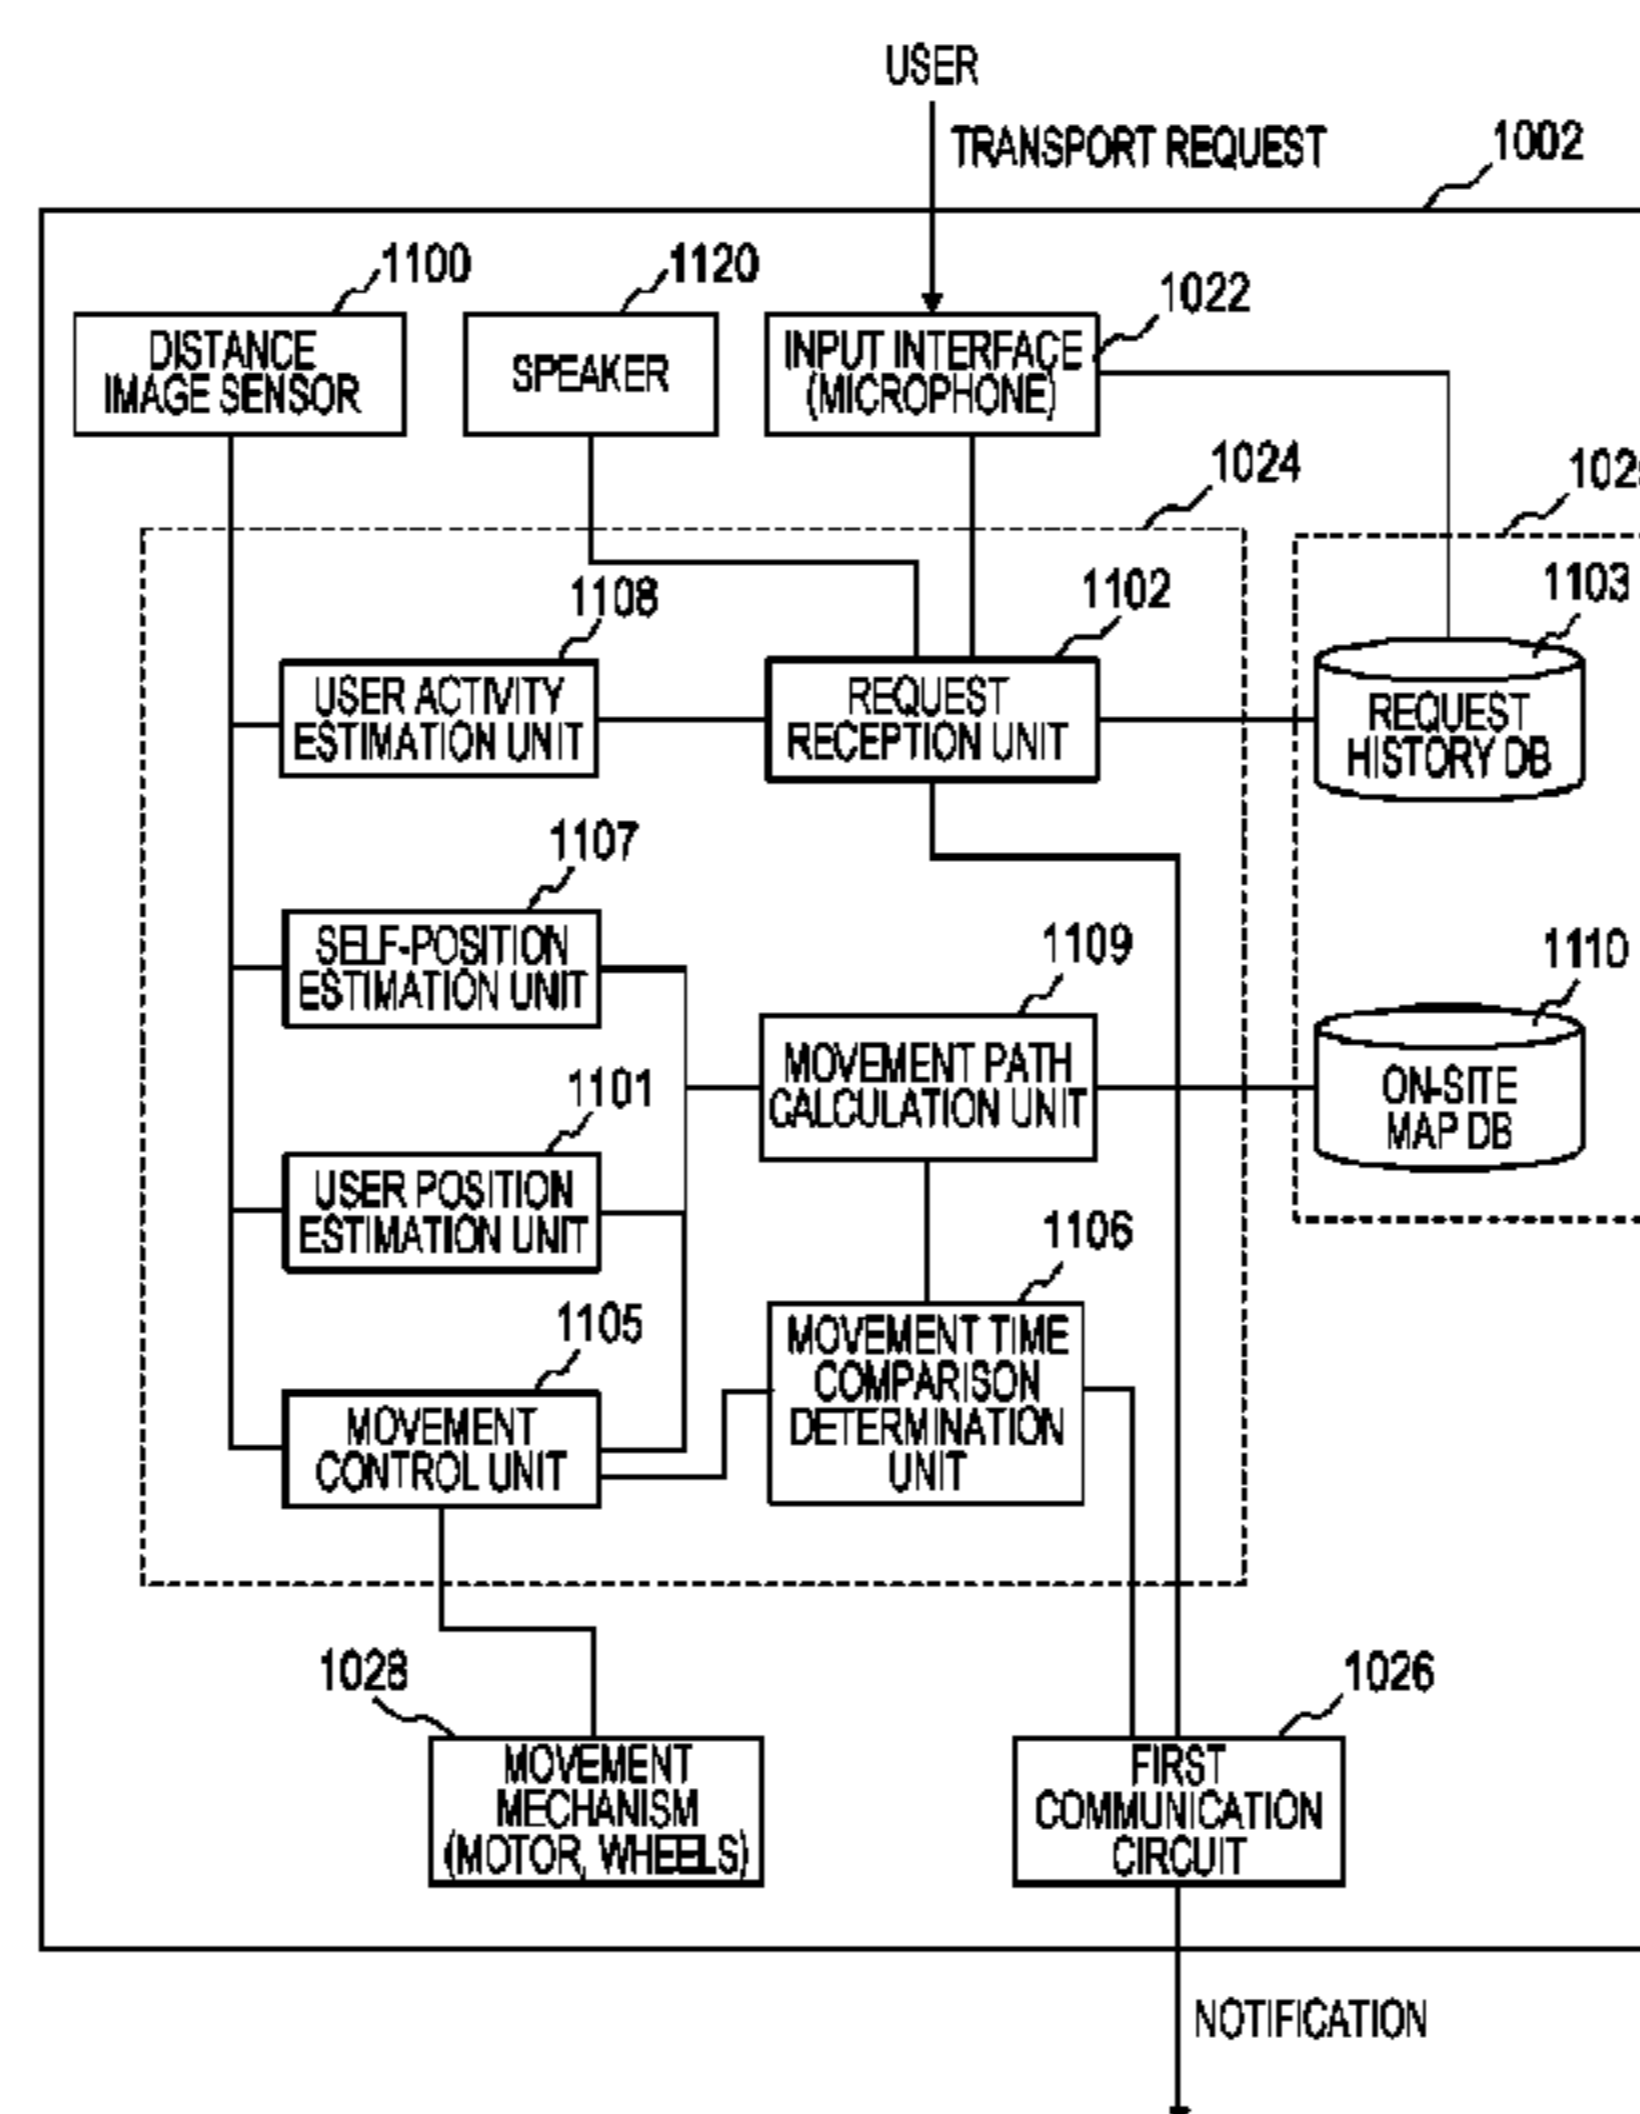 USER
TRANSPORT REQUEST
1002
1100
1120
1022
DISTANCE
IMAGE SENSOR
SPEAKER
INPUT INTERFACE
(MICROPHONE)
1024
1108
1102
1103
USER ACTIVITY
ESTIMATION UNIT
REQUEST
RECEPTION UNIT
REQUEST
HISTORY DB
1107
SELF-POSITION
ESTIMATION UNIT
1109
1110
MOVEMENT PATH
CALCULATION UNIT
ON-SITE
MAP DB
1101
USER POSITION
ESTIMATION UNIT
1106
MOVEMENT TIME
COMPARISON
DETERMINATION
UNIT
1105
MOVEMENT
CONTROL UNIT
1028
MOVEMENT
MECHANISM
(MOTOR, WHEELS)
1026
FIRST
COMMUNICATION
CIRCUIT
NOTIFICATION